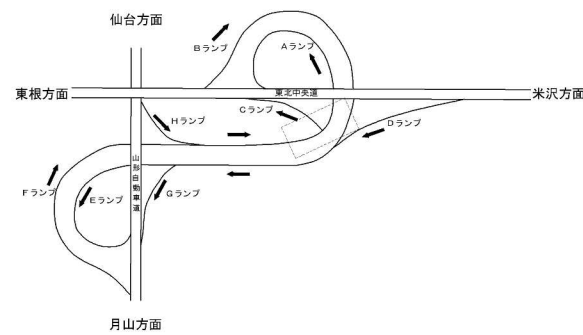 仙台方面
Bランプ
Aランプ
東根方面
東北中央道
米沢方面
Cランプ
Hランプ
Dランプ
山形自動車道
Fランプ
Eランプ
Gランプ
月山方面